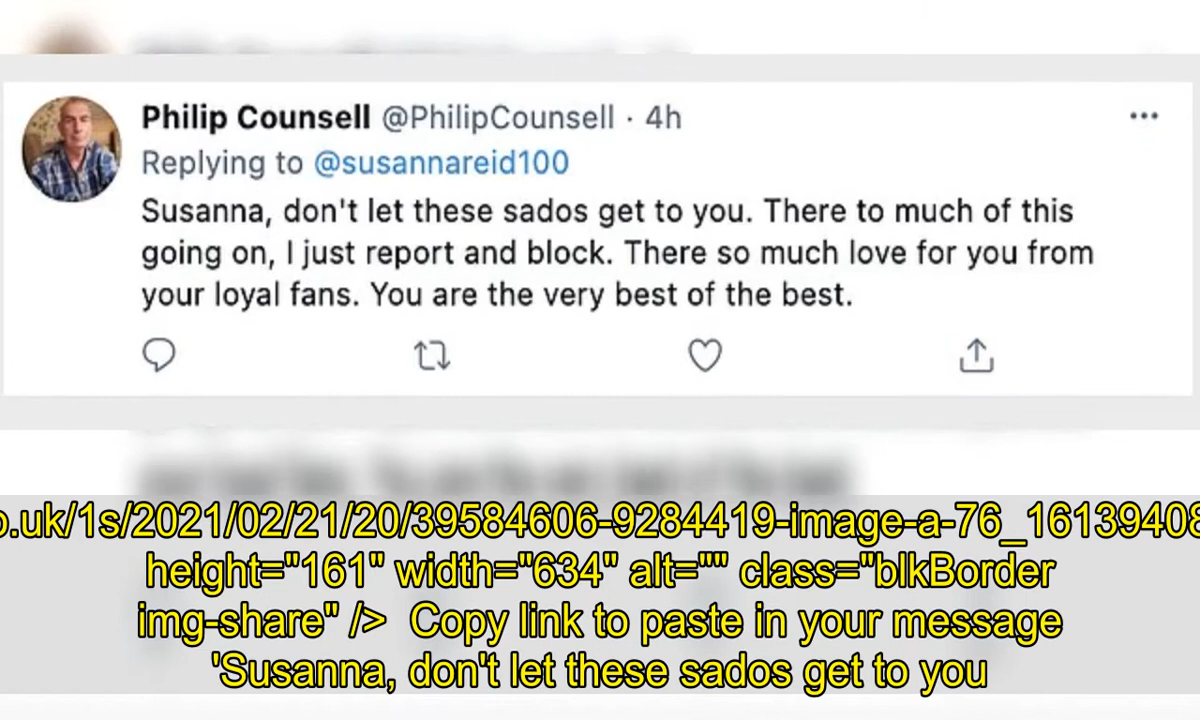 Philip Counsell @PhilipCounsell · 4h
Replying to @susannareid100
Susanna, don't let these sados get to you. There to much of this
going on, I just report and block. There so much love for you from
your loyal fans. You are the very best of the best.
o.uk/1s/2021/02/21/20/39584606-9284419-image-a-76_16139408
height="161" width="634" alt="" class="blkBorder
img-share" /> Copy link to paste in your message
'Susanna, don't let these sados get to you